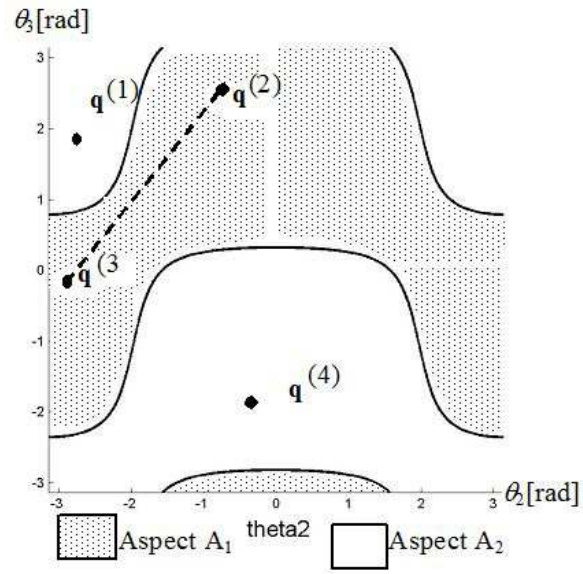 θ3[rad]
3
2
1
0
-1
-2
-3
q(1)
q(2)
q(3
q(4)
-3 -2 -1 0 1 2 3
θ2[rad]
theta2
Aspect A1
Aspect A2